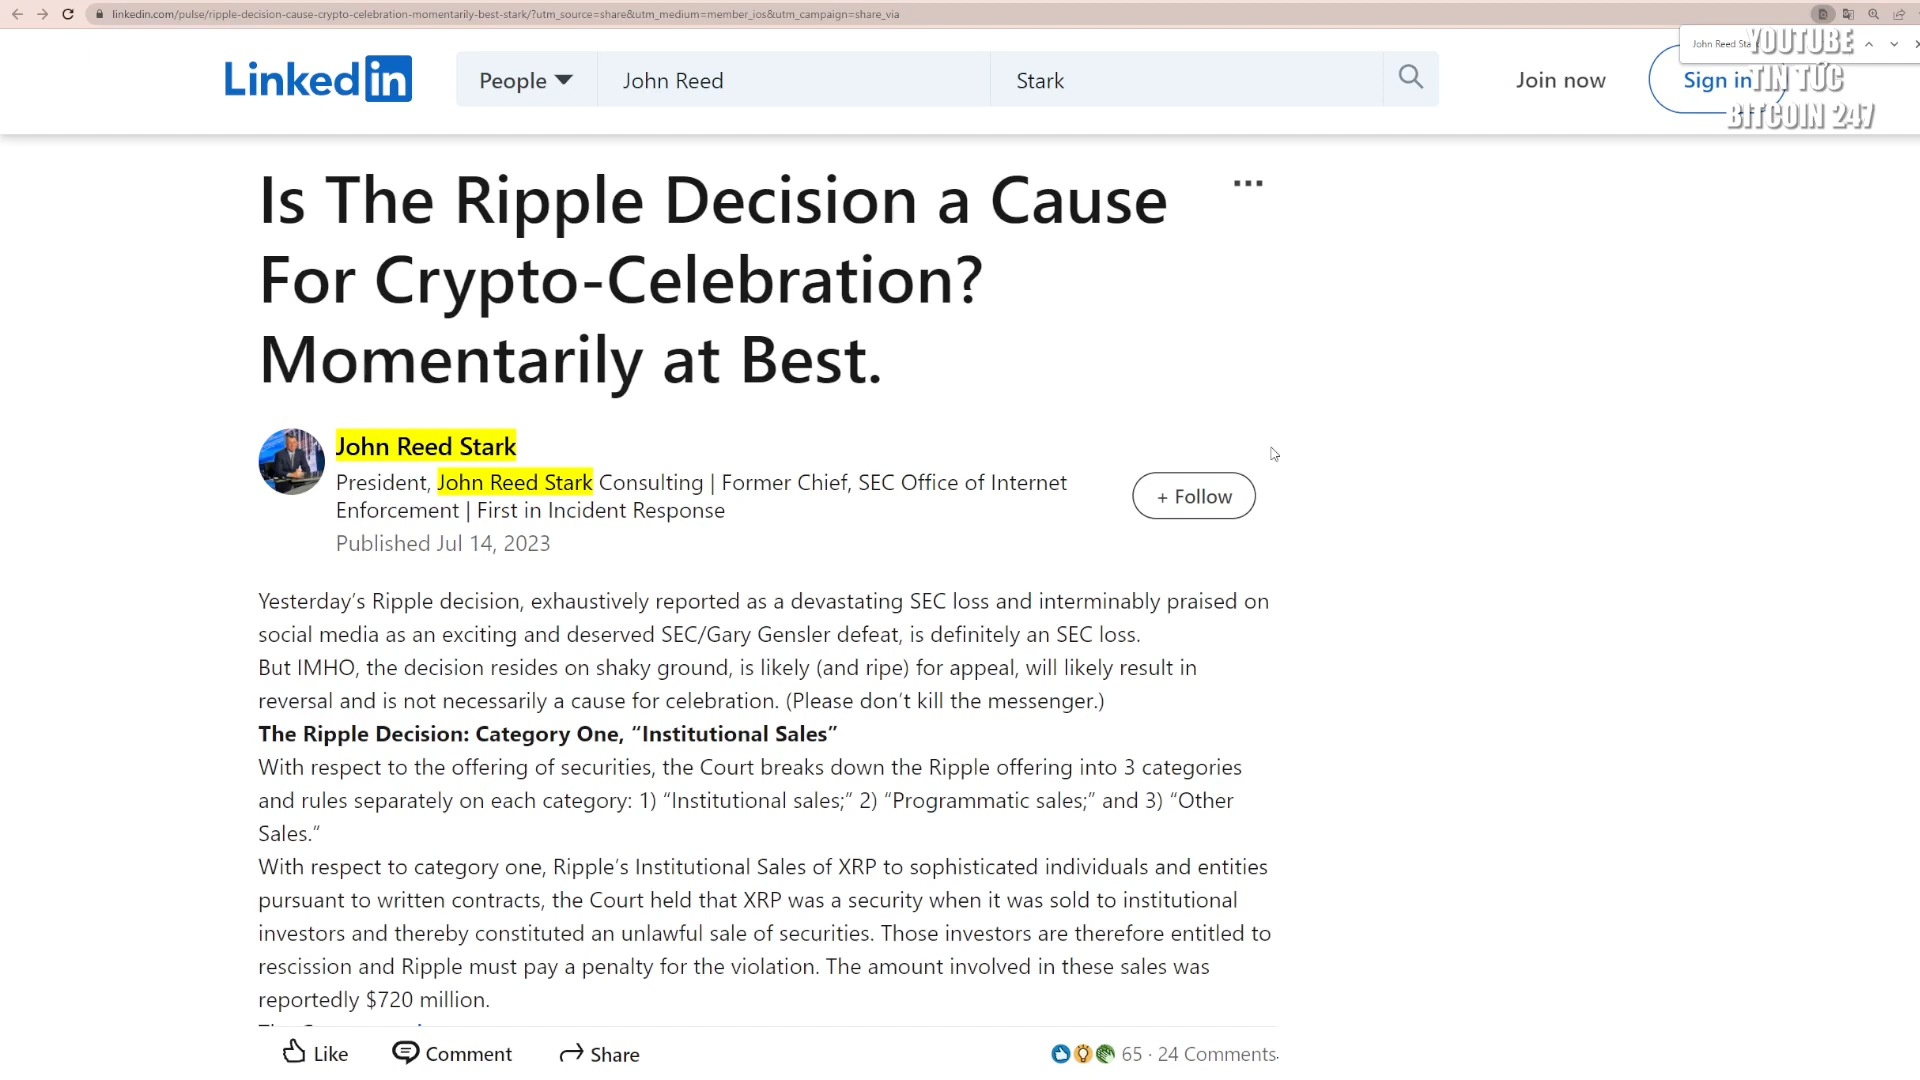 linkedin.com/pulse/ripple-decision-cause-crypto-celebration-momentarily-best-stark/?utm_source=share&utm_medium=member_ios&utm_campaign=share_via
John Reed Sta
YOUTUBE
TIN TỨC
BITCOIN 247
Linkedin
People
John Reed
Stark
Join now
Sign in
Is The Ripple Decision a Cause
For Crypto-Celebration?
Momentarily at Best.
John Reed Stark
President, John Reed Stark Consulting | Former Chief, SEC Office of Internet
Enforcement | First in Incident Response
+ Follow
Published Jul 14, 2023
Yesterday’s Ripple decision, exhaustively reported as a devastating SEC loss and interminably praised on
social media as an exciting and deserved SEC/Gary Gensler defeat, is definitely an SEC loss.
But IMHO, the decision resides on shaky ground, is likely (and ripe) for appeal, will likely result in
reversal and is not necessarily a cause for celebration. (Please don’t kill the messenger.)
The Ripple Decision: Category One, “Institutional Sales”
With respect to the offering of securities, the Court breaks down the Ripple offering into 3 categories
and rules separately on each category: 1) “Institutional sales;” 2) “Programmatic sales;” and 3) “Other
Sales.“
With respect to category one, Ripple’s Institutional Sales of XRP to sophisticated individuals and entities
pursuant to written contracts, the Court held that XRP was a security when it was sold to institutional
investors and thereby constituted an unlawful sale of securities. Those investors are therefore entitled to
rescission and Ripple must pay a penalty for the violation. The amount involved in these sales was
reportedly $720 million.
Like
Comment
Share
65 · 24 Comments